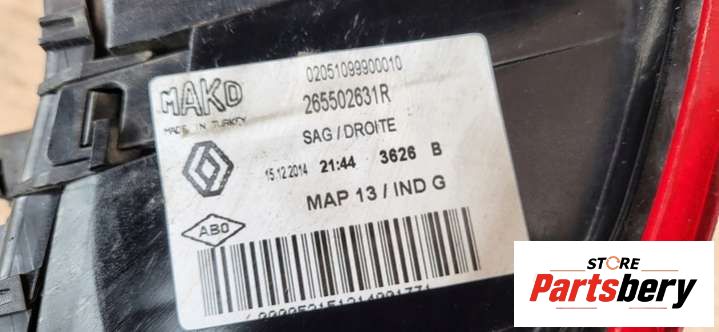 02051099900010
MAKO
MADE IN TURKEY
265502631R
SAG / DROITE
15.12.2014 21:44 3626 B
MAP 13 / IND G
ABO
STORE
Partsbery